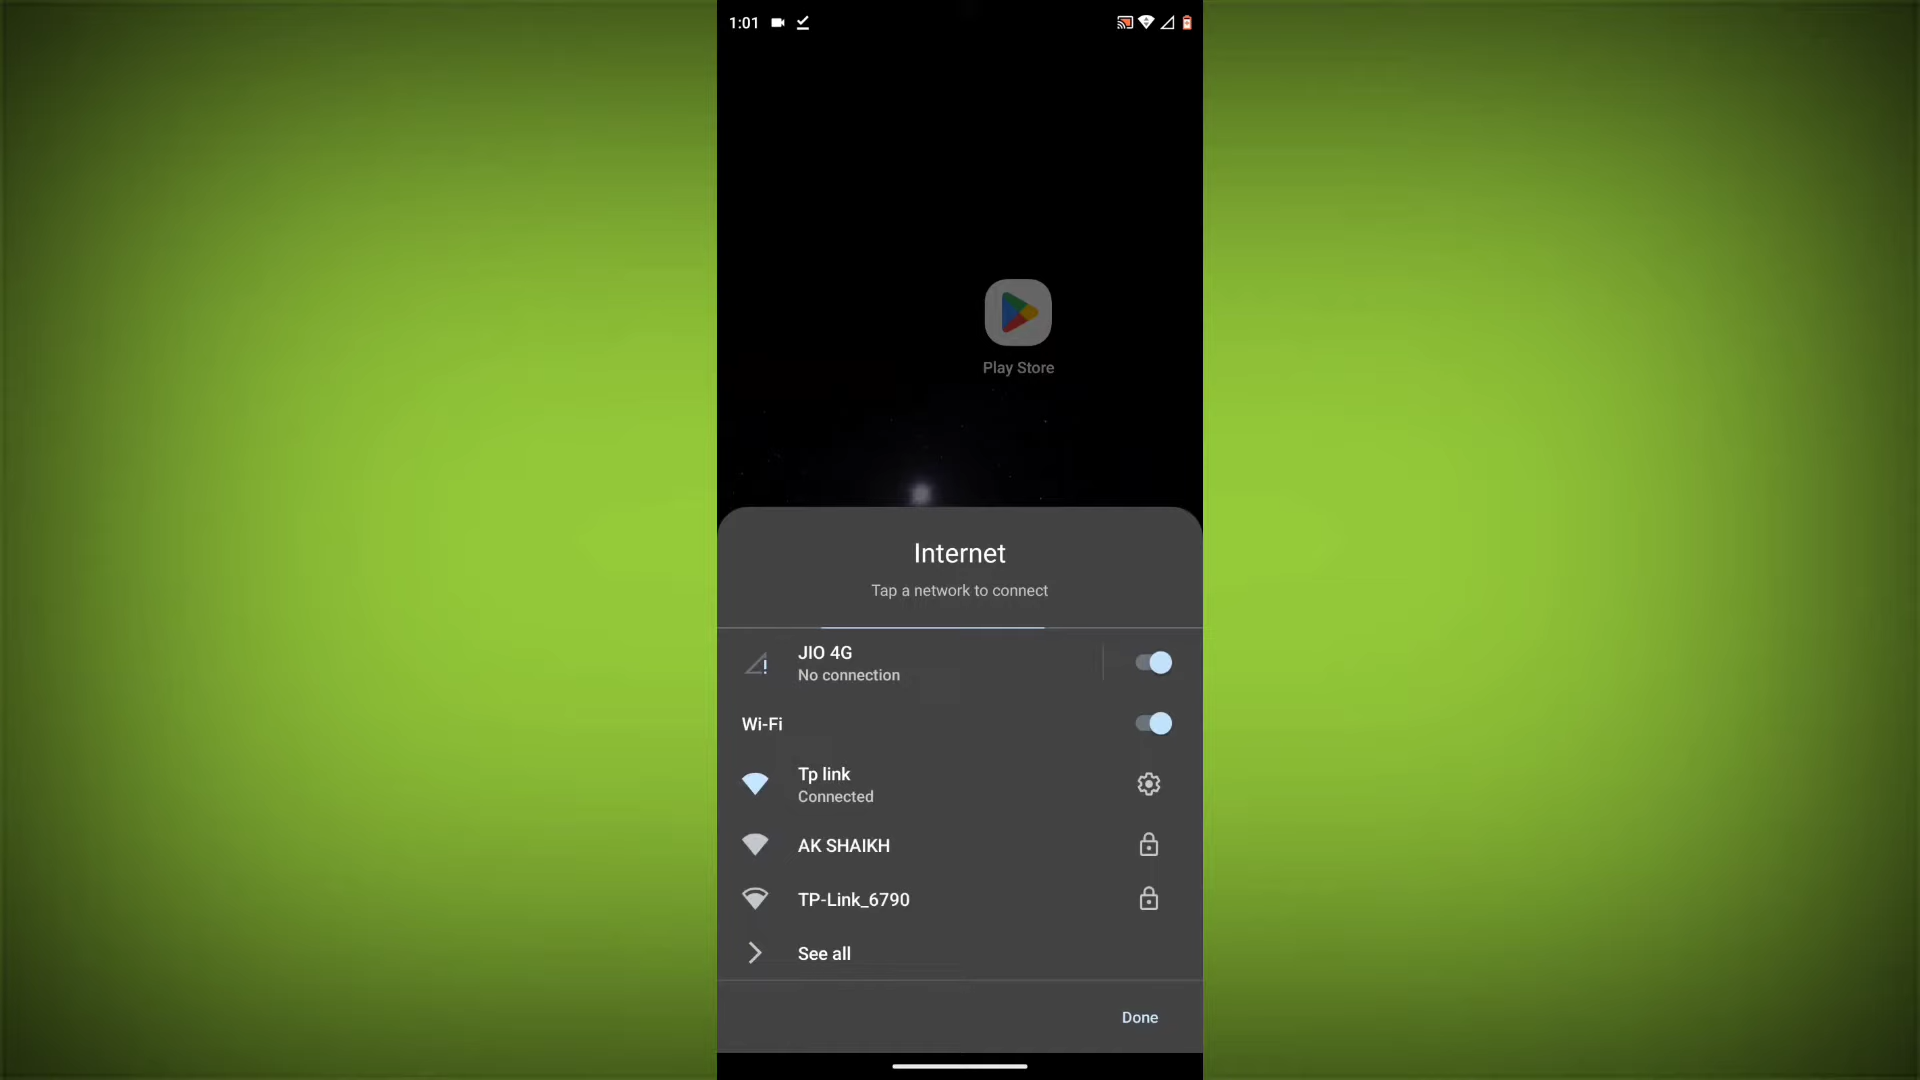 1:01
Play Store
Internet
Tap a network to connect
JIO 4G
No connection
Wi-Fi
Tp link
Connected
AK SHAIKH
TP-Link_6790
See all
Done